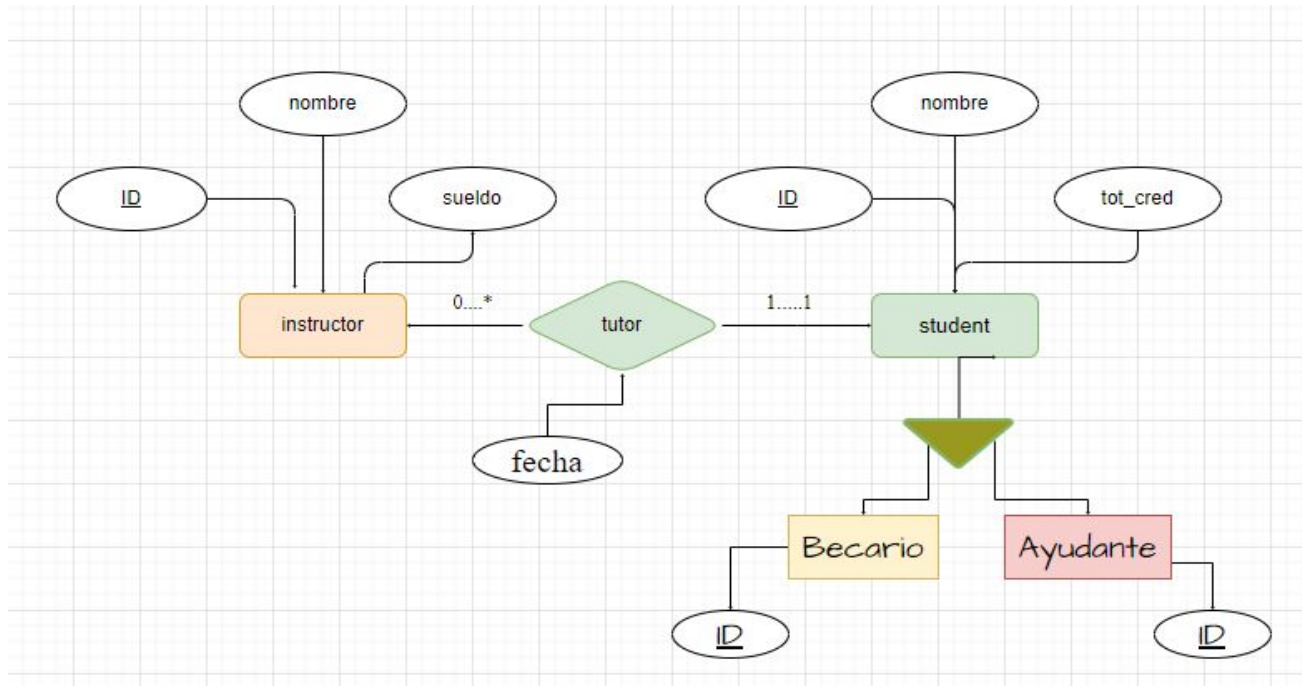 nombre
nombre
ID
sueldo
ID
tot_cred
0....*
1.....1
instructor
tutor
student
fecha
Becario
Ayudante
ID
ID